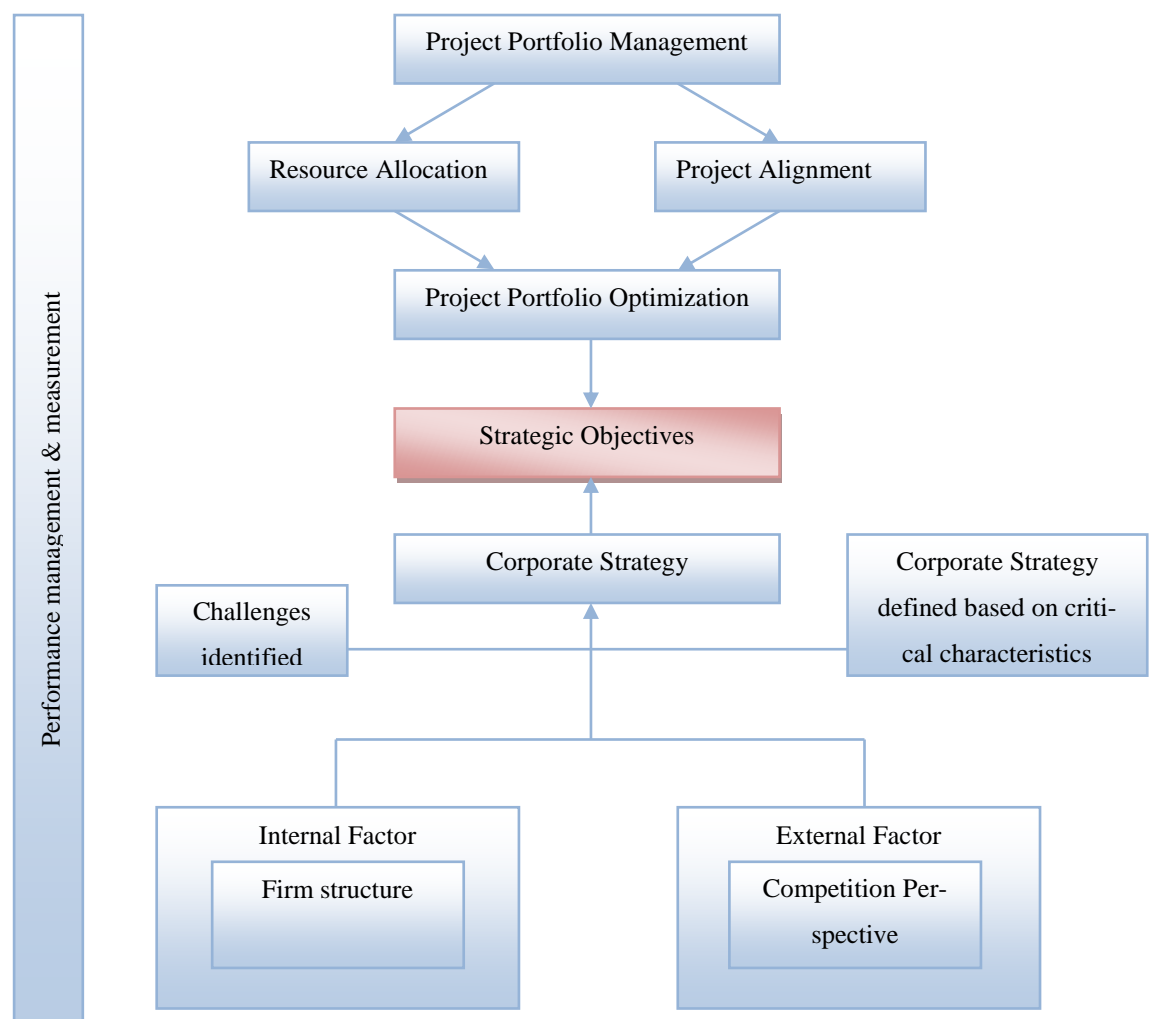 Project Portfolio Management
Resource Allocation
Project Alignment
Project Portfolio Optimization
Performance management & measurement
Strategic Objectives
Corporate Strategy
Challenges
identified
Corporate Strategy
defined based on criti-
cal characteristics
Internal Factor
Firm structure
External Factor
Competition Per-
spective